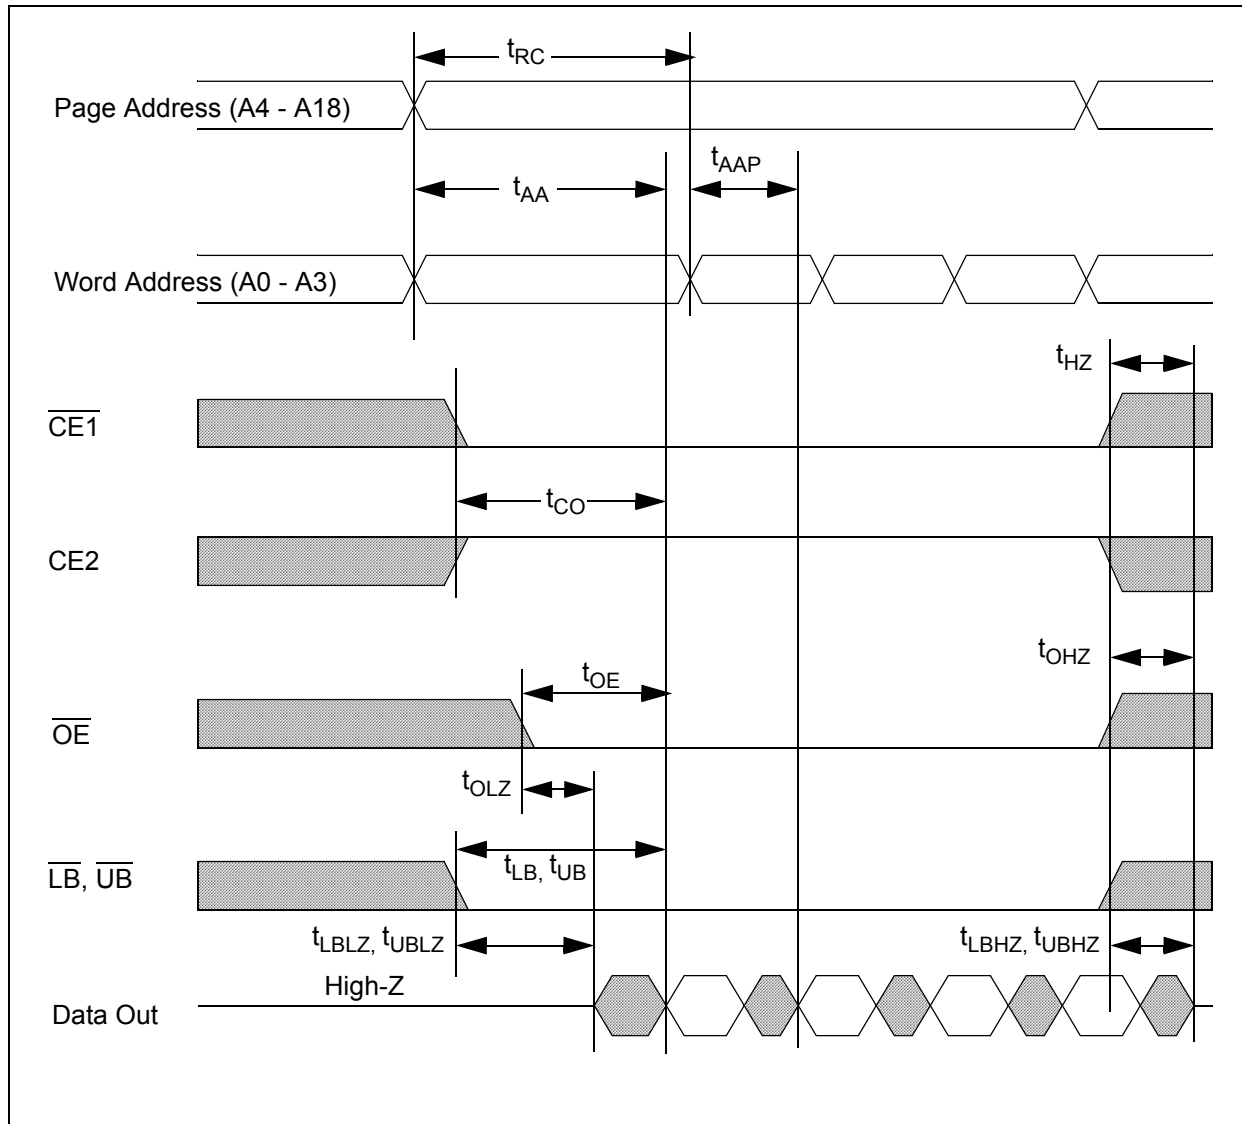 tRC
Page Address (A4 - A18)
tAAP
tAA
Word Address (A0 - A3)
tHZ
CE1
tCO
CE2
tOHZ
tOE
OE
tOLZ
LB, UB
tLB, tUB
tLBLZ, tUBLZ
tLBHZ, tUBHZ
High-Z
Data Out